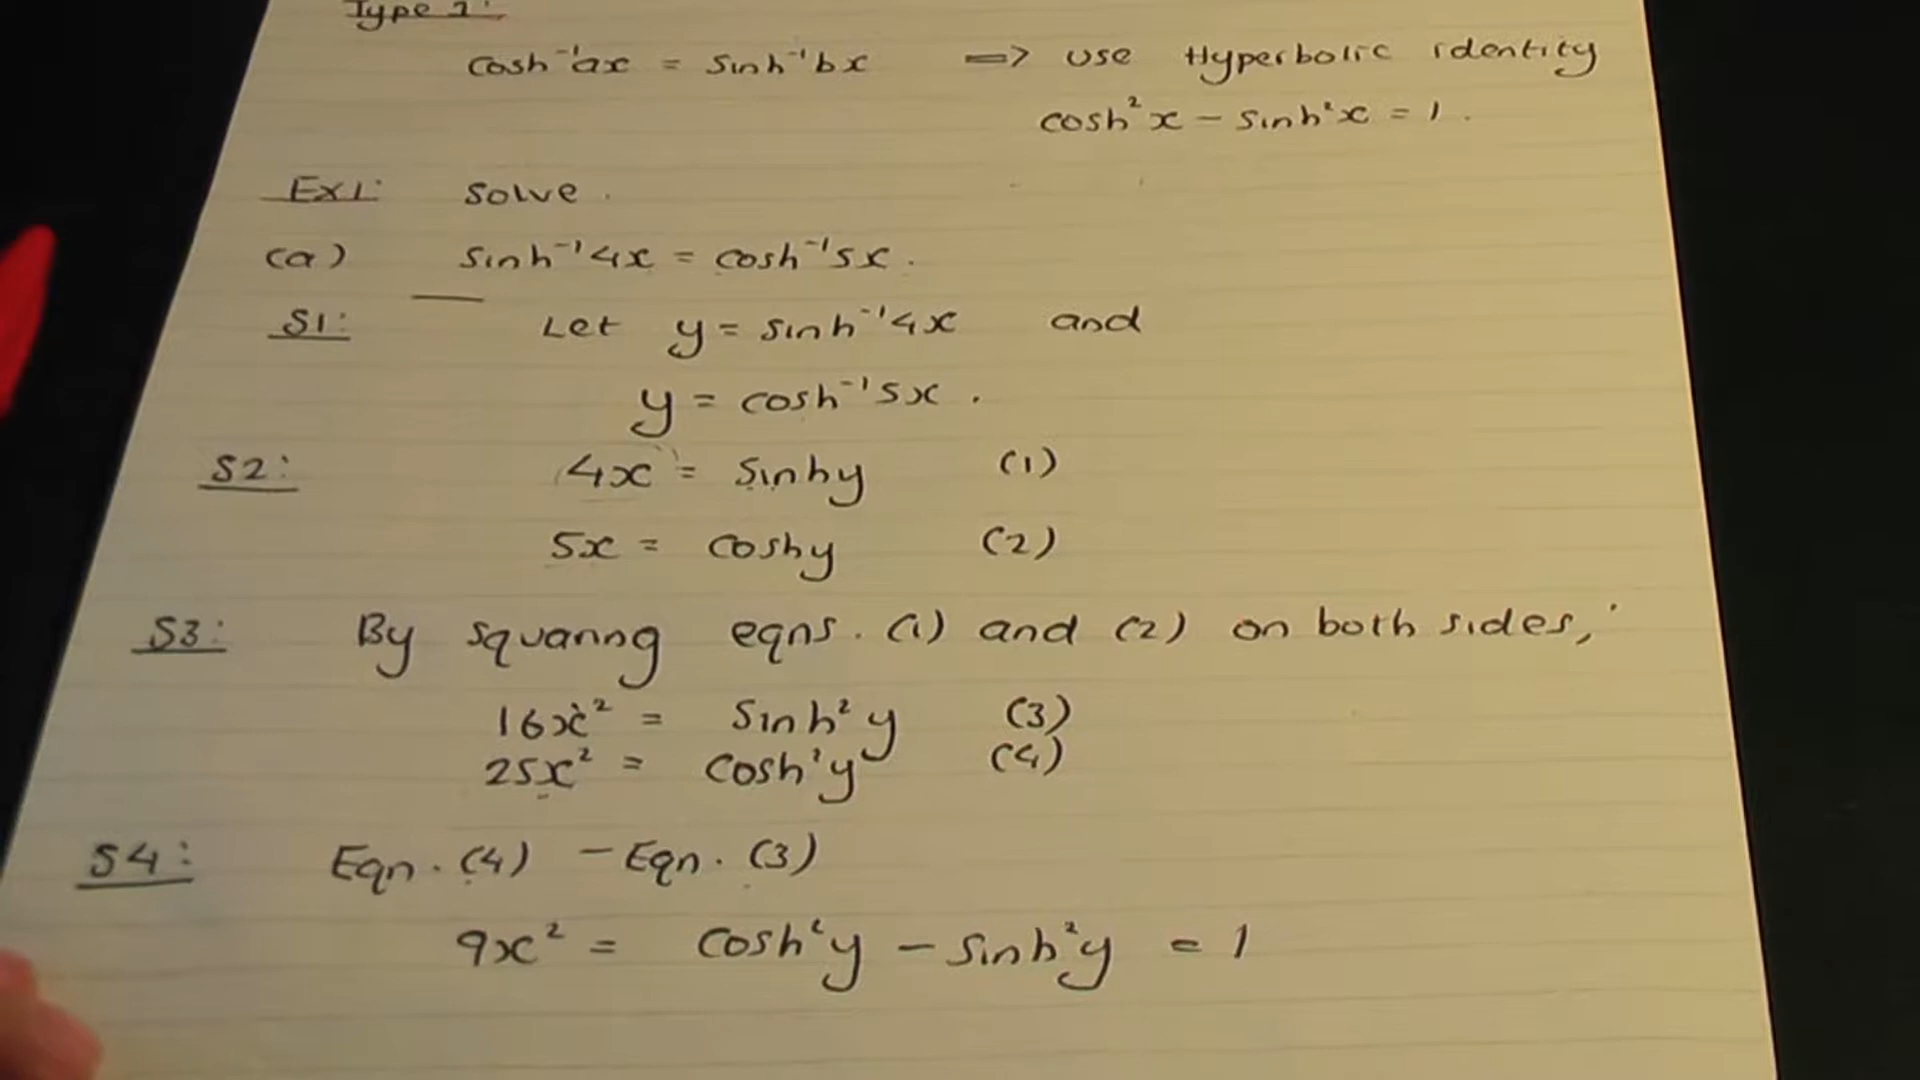 Type 1:
cosh⁻¹ax = sinh⁻¹bx => use Hyperbolic identity
cosh²x - sinh²x = 1.
Ex1: Solve.
(a) sinh⁻¹4x = cosh⁻¹5x.
S1: Let y = sinh⁻¹4x and
y = cosh⁻¹5x.
S2: 4x = sinhy (1)
5x = coshy (2)
S3: By squaring eqns. (1) and (2) on both sides,
16x² = sinh²y (3)
25x² = cosh²y (4)
S4: Eqn. (4) - Eqn. (3)
9x² = cosh²y - sinh²y = 1